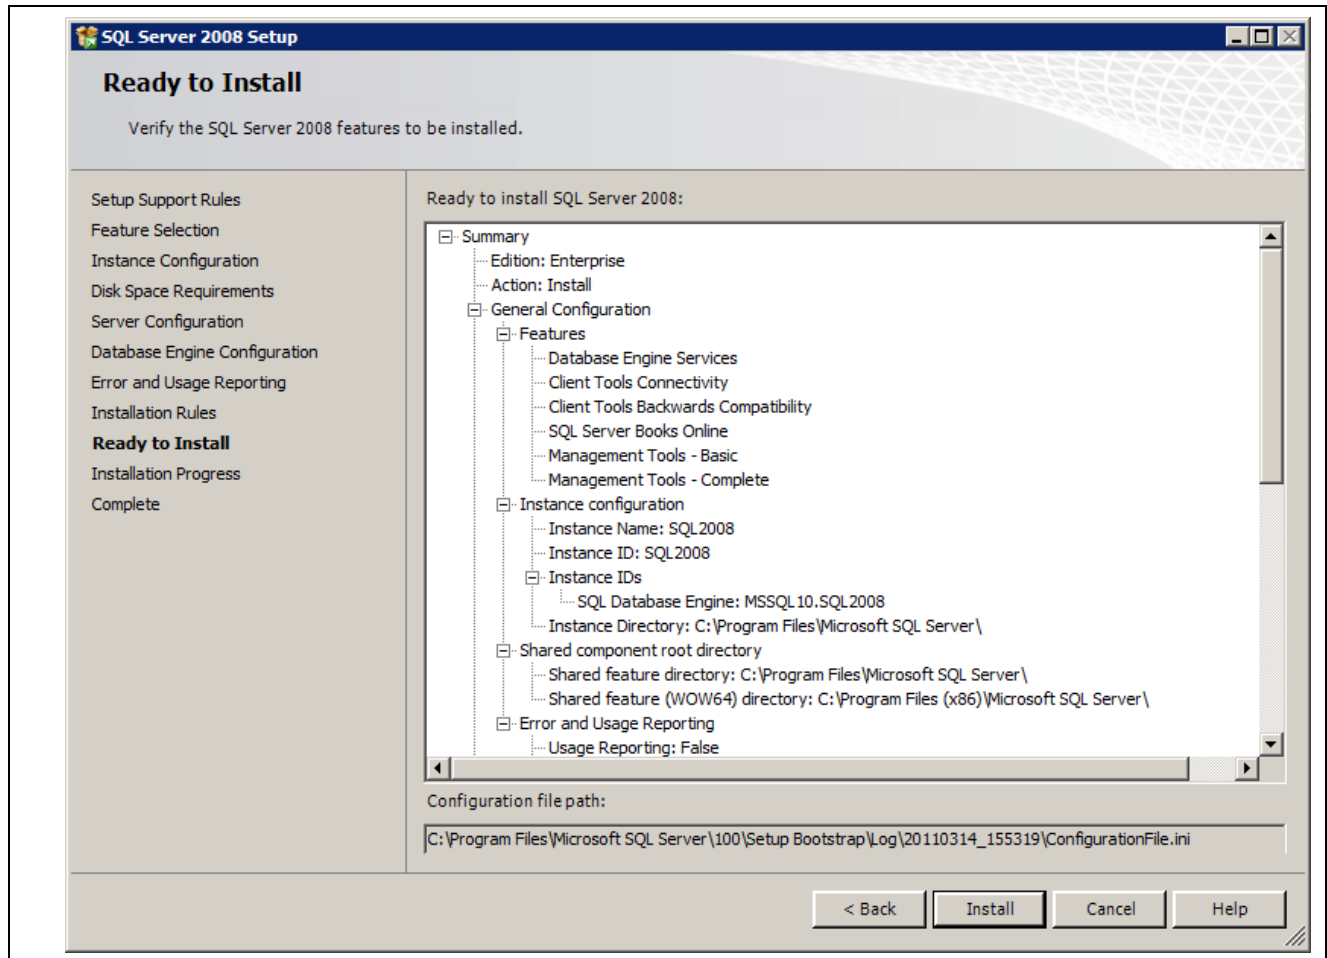 SQL Server 2008 Setup
Ready to Install
Verify the SQL Server 2008 features to be installed.
Setup Support Rules
Feature Selection
Instance Configuration
Disk Space Requirements
Server Configuration
Database Engine Configuration
Error and Usage Reporting
Installation Rules
Ready to Install
Installation Progress
Complete
Ready to install SQL Server 2008:
Summary
Edition: Enterprise
Action: Install
General Configuration
Features
Database Engine Services
Client Tools Connectivity
Client Tools Backwards Compatibility
SQL Server Books Online
Management Tools - Basic
Management Tools - Complete
Instance configuration
Instance Name: SQL2008
Instance ID: SQL2008
Instance IDs
SQL Database Engine: MSSQL10.SQL2008
Instance Directory: C:\Program Files\Microsoft SQL Server\
Shared component root directory
Shared feature directory: C:\Program Files\Microsoft SQL Server\
Shared feature (WOW64) directory: C:\Program Files (x86)\Microsoft SQL Server\
Error and Usage Reporting
Usage Reporting: False
Configuration file path:
C:\Program Files\Microsoft SQL Server\100\Setup Bootstrap\Log\20110314_155319\ConfigurationFile.ini
< Back
Install
Cancel
Help